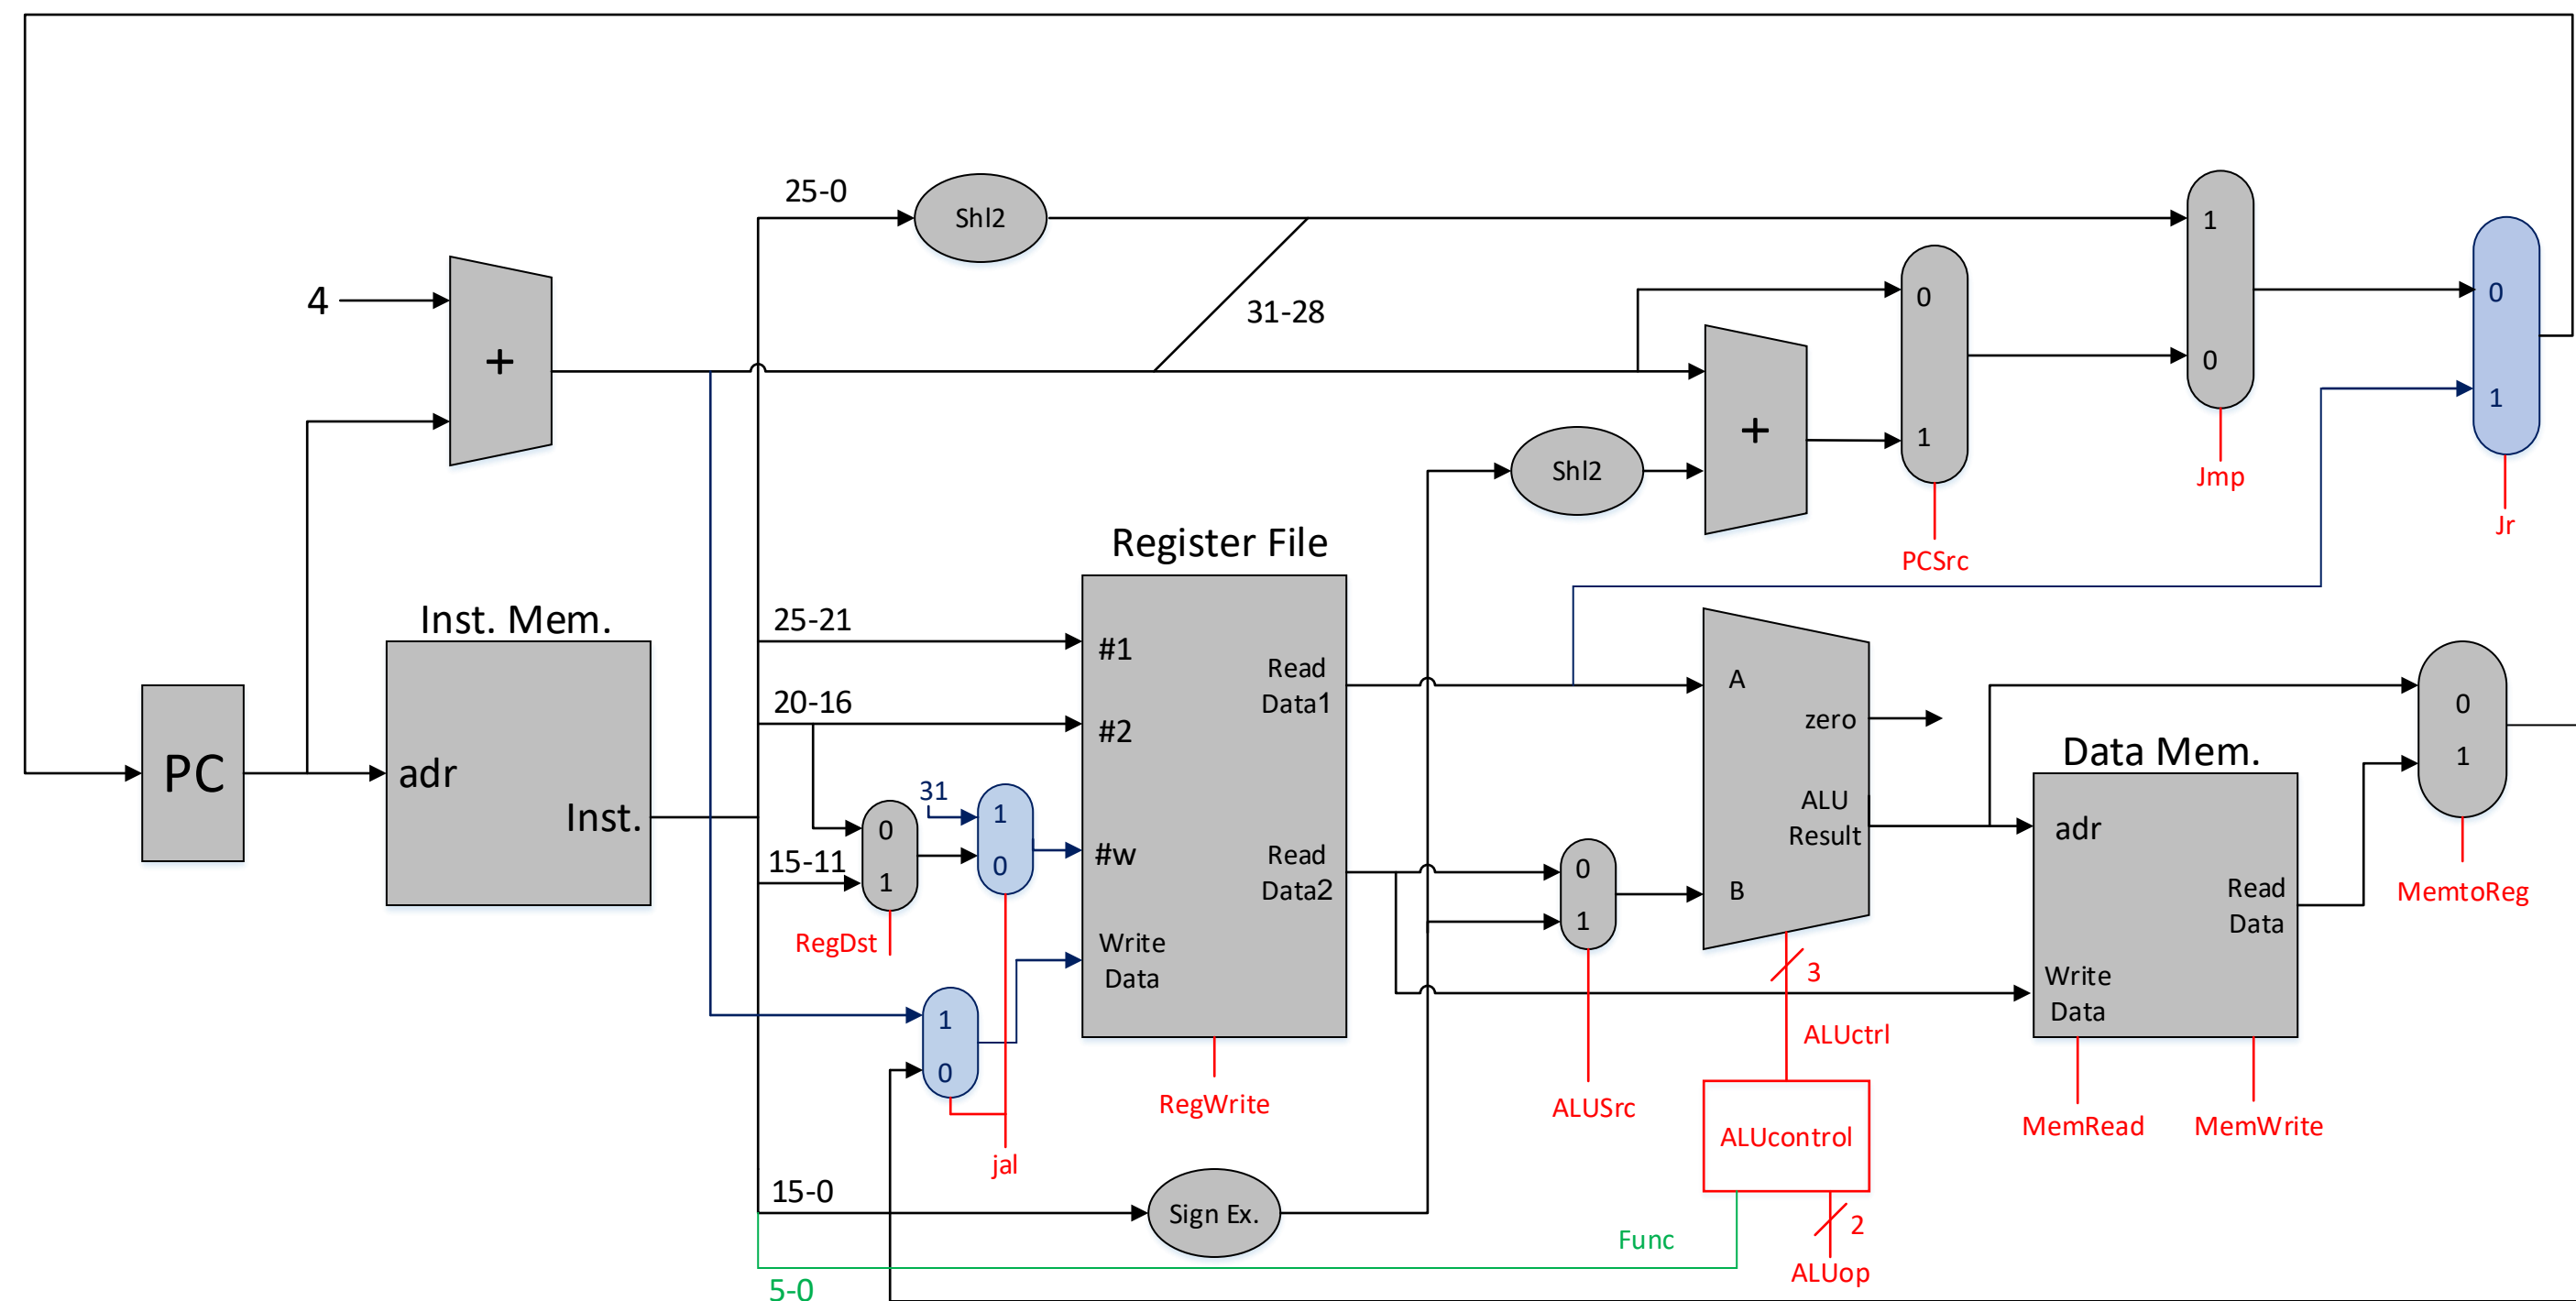 25-0
Shl2
1
4
31-28
0
0
+
0
+
1
1
Shl2
Jmp
Jr
Register File
PCSrc
Inst. Mem.
25-21
#1
Read
Data1
A
20-16
#2
zero
0
1
Data Mem.
PC
adr
Inst.
31
1
0
0
1
15-11
#w
Read
Data2
0
1
ALU
Result
B
adr
Read
Data
MemtoReg
RegDst
Write
Data
3
Write
Data
1
0
ALUctrl
RegWrite
ALUSrc
ALUcontrol
MemRead
MemWrite
jal
15-0
Sign Ex.
Func
2
ALUop
5-0